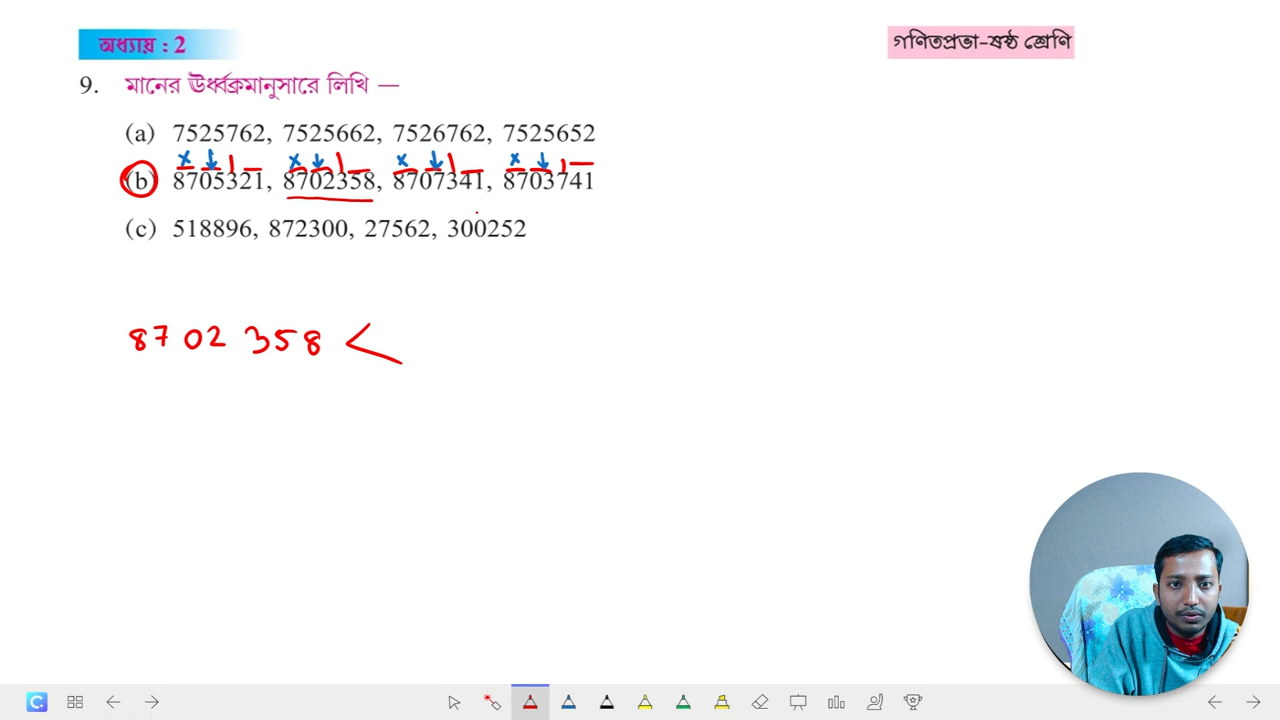 অধ্যায় : 2
গণিতপ্রভা-ষষ্ঠ শ্রেণি
9. মানের ঊর্ধ্বক্রমানুসারে লিখি —
(a) 7525762, 7525662, 7526762, 7525652
(b) 8705321, 8702358, 8707341, 8703741
(c) 518896, 872300, 27562, 300252
8702358 <